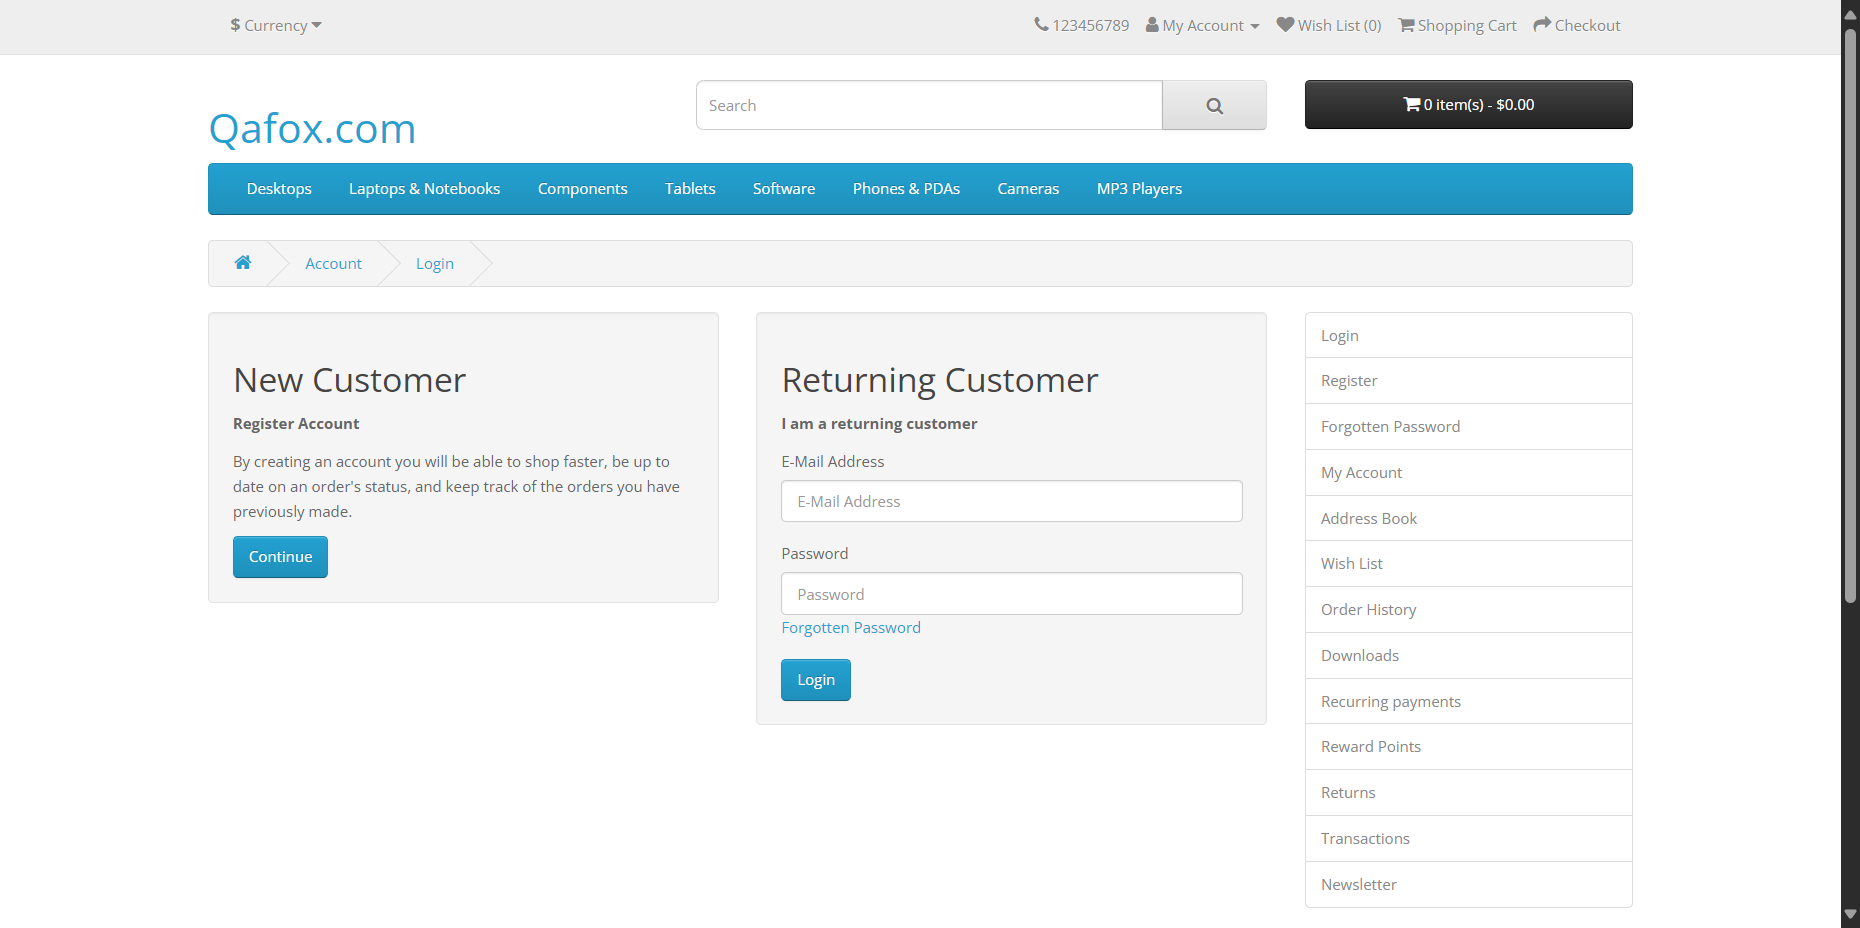 $ Currency
123456789 My Account Wish List (0) Shopping Cart Checkout
Qafox.com
Search
0 item(s) - $0.00
Desktops Laptops & Notebooks Components Tablets Software Phones & PDAs Cameras MP3 Players
Account Login
New Customer
Register Account
By creating an account you will be able to shop faster, be up to
date on an order's status, and keep track of the orders you have
previously made.
Continue
Returning Customer
I am a returning customer
E-Mail Address
E-Mail Address
Password
Password
Forgotten Password
Login
Login
Register
Forgotten Password
My Account
Address Book
Wish List
Order History
Downloads
Recurring payments
Reward Points
Returns
Transactions
Newsletter